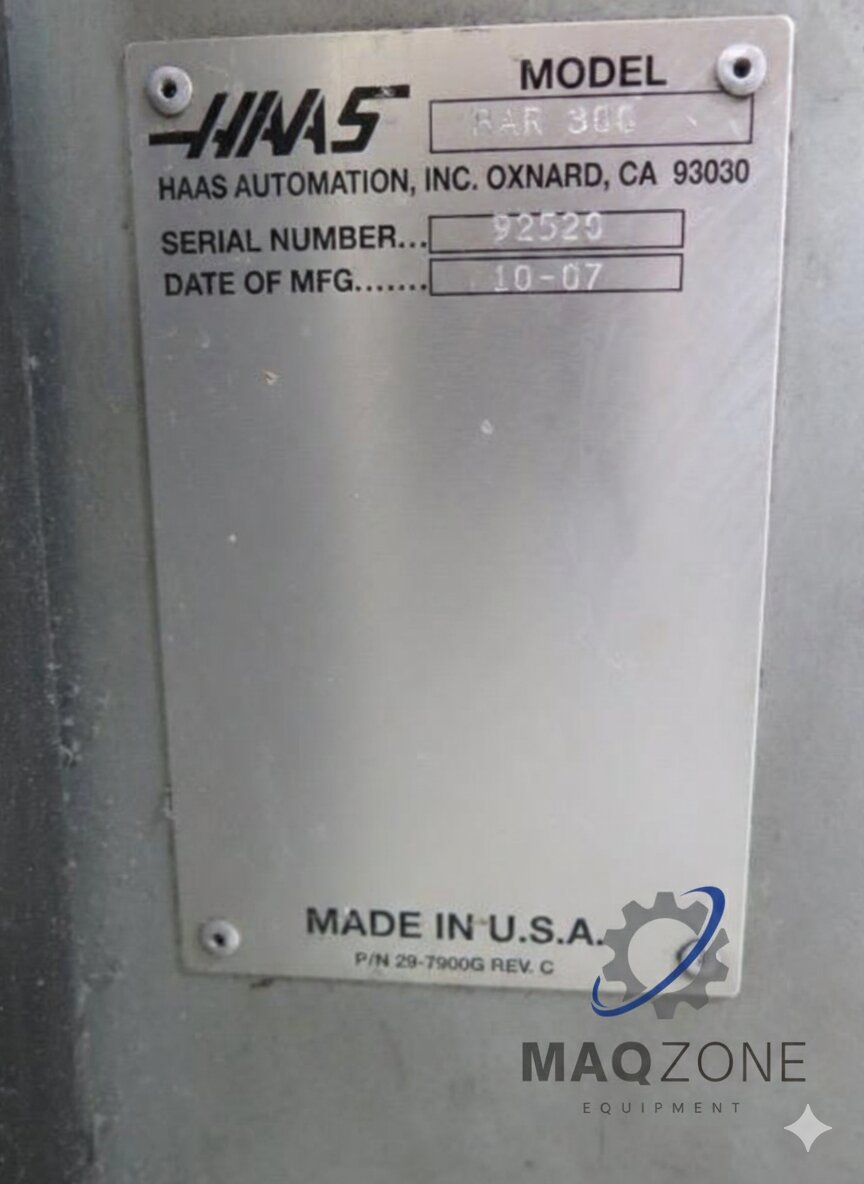 MODEL
HAAS BAR 300
HAAS AUTOMATION, INC. OXNARD, CA 93030
SERIAL NUMBER... 92520
DATE OF MFG....... 10-07
MADE IN U.S.A.
P/N 29-7900G REV. C
MAQZONE
EQUIPMENT